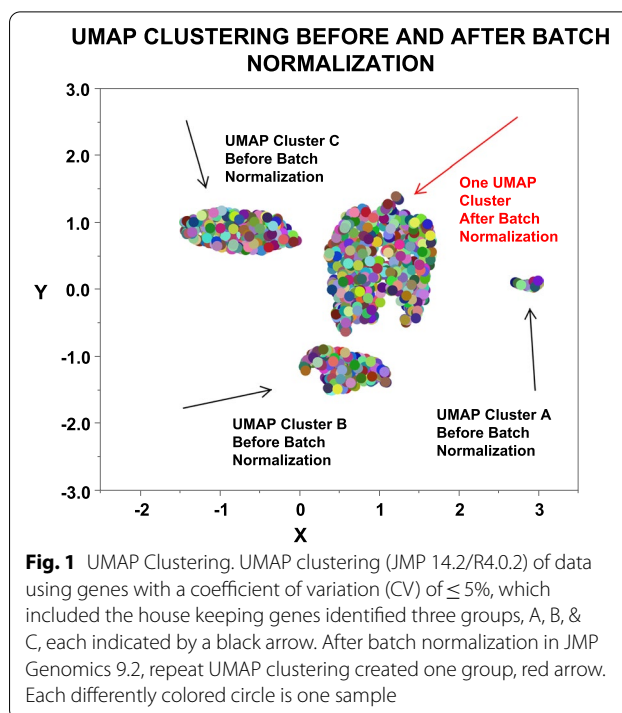 UMAP CLUSTERING BEFORE AND AFTER BATCH
NORMALIZATION
3.0
2.0
1.0
0.0
-1.0
-2.0
-3.0
Y
UMAP Cluster C
Before Batch
Normalization
One UMAP
Cluster
After Batch
Normalization
UMAP Cluster B
Before Batch
Normalization
UMAP Cluster A
Before Batch
Normalization
-2 -1 0 1 2 3
X
Fig. 1 UMAP Clustering. UMAP clustering (JMP 14.2/R4.0.2) of data
using genes with a coefficient of variation (CV) of ≤ 5%, which
included the house keeping genes identified three groups, A, B, &
C, each indicated by a black arrow. After batch normalization in JMP
Genomics 9.2, repeat UMAP clustering created one group, red arrow.
Each differently colored circle is one sample